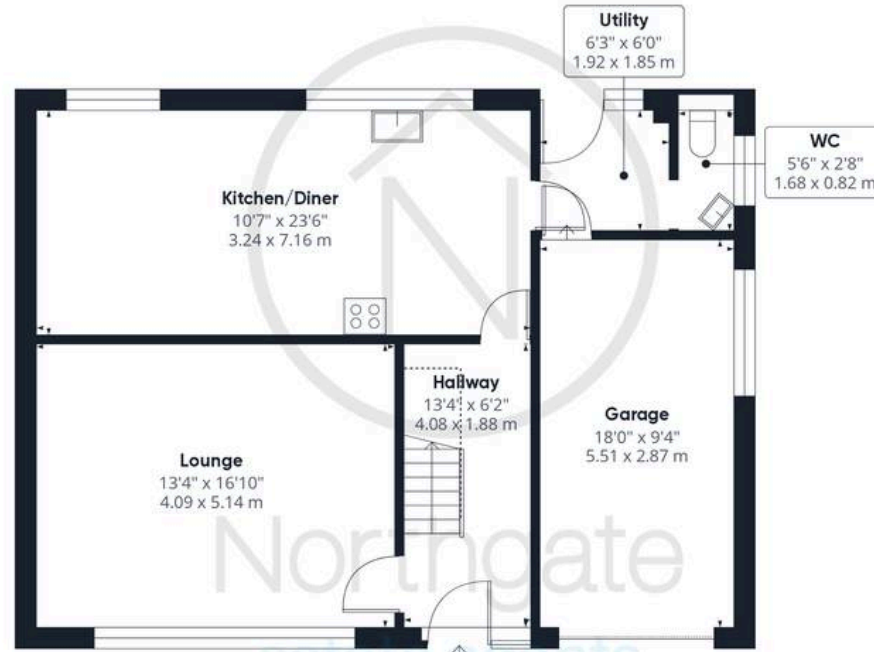 Utility
6'3" x 6'0"
1.92 x 1.85 m
WC
5'6" x 2'8"
1.68 x 0.82 m
Kitchen/Diner
10'7" x 23'6"
3.24 x 7.16 m
Hallway
13'4" x 6'2"
4.08 x 1.88 m
Garage
18'0" x 9'4"
5.51 x 2.87 m
Lounge
13'4" x 16'10"
4.09 x 5.14 m
N
Northgate